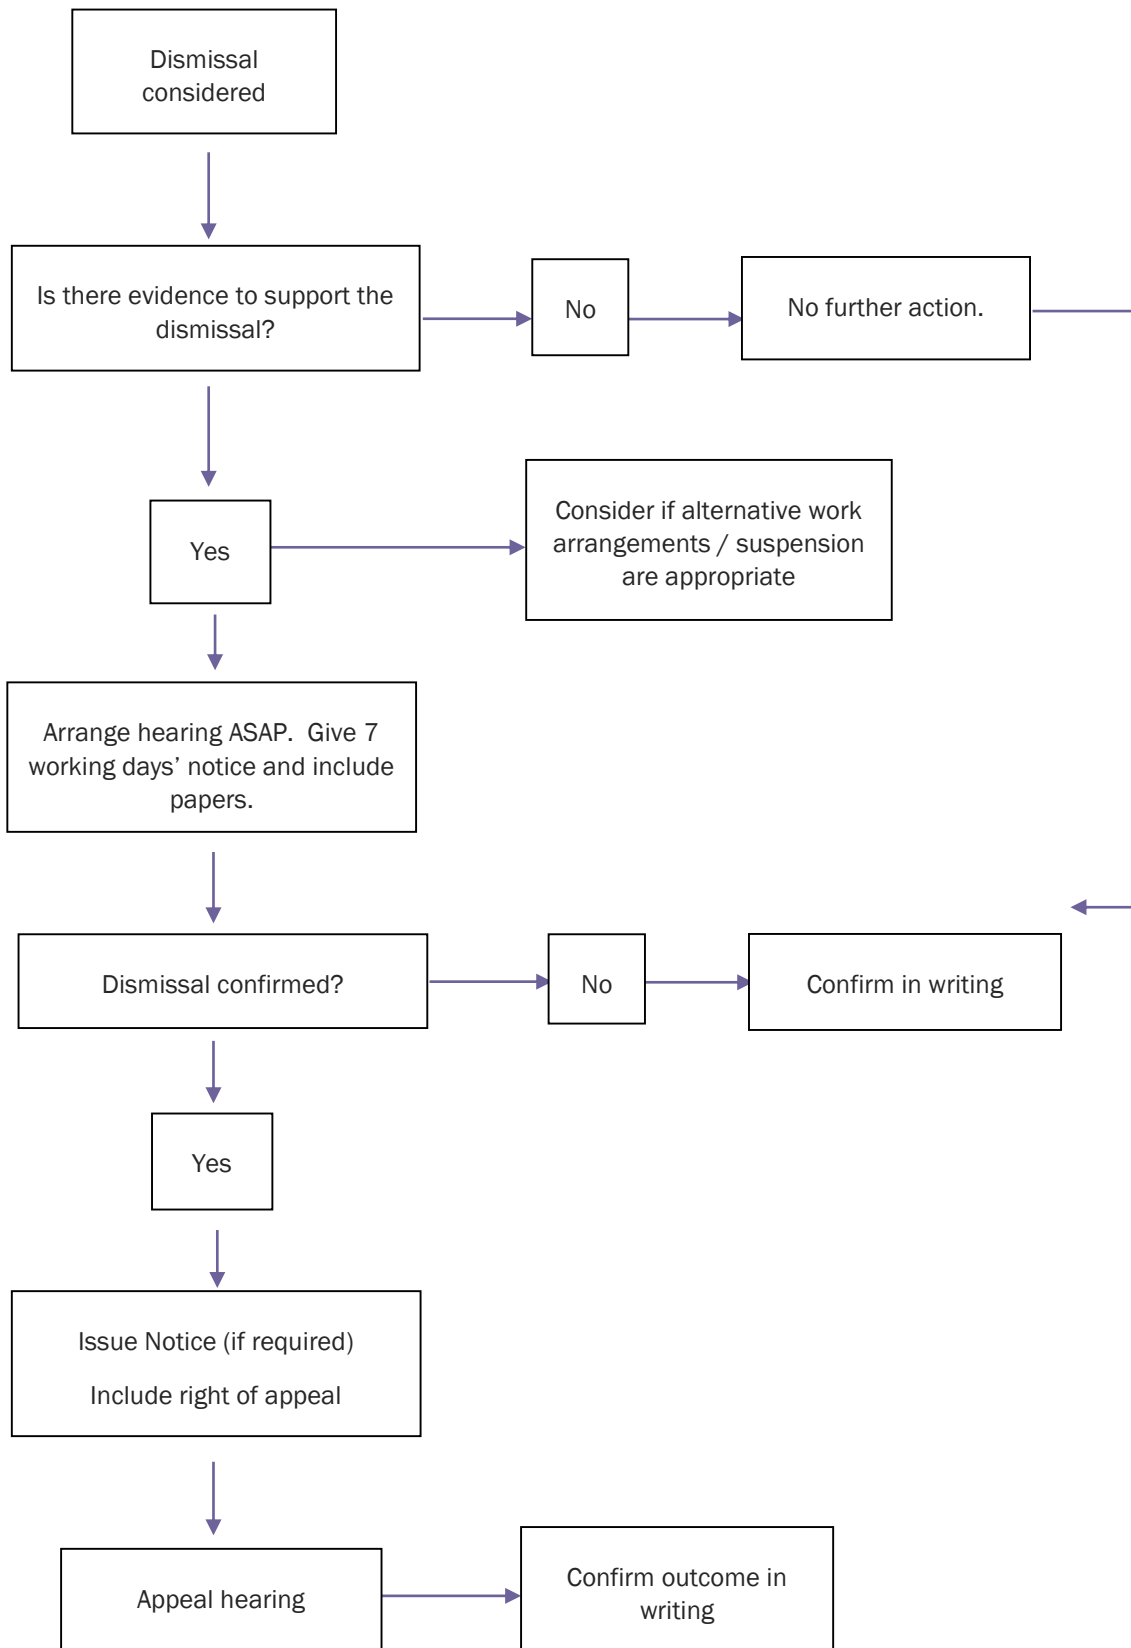 Dismissal
considered
Is there evidence to support the
dismissal?
No
No further action.
Yes
Consider if alternative work
arrangements / suspension
are appropriate
Arrange hearing ASAP.  Give 7
working days’ notice and include
papers.
Dismissal confirmed?
No
Confirm in writing
Yes
Issue Notice (if required)
Include right of appeal
Appeal hearing
Confirm outcome in
writing